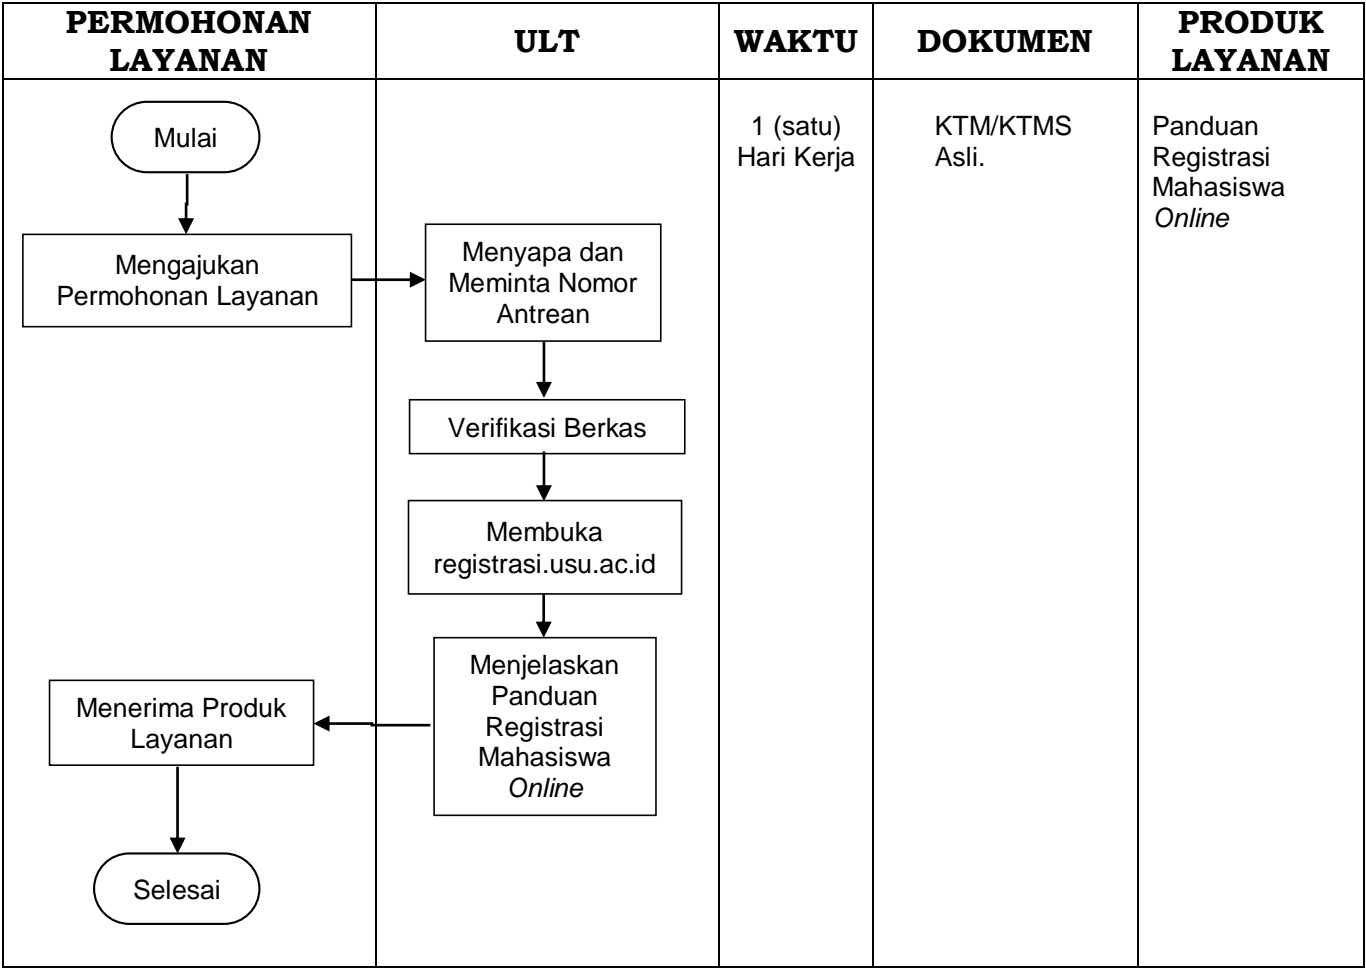 PERMOHONAN
LAYANAN
ULT
WAKTU
DOKUMEN
PRODUK
LAYANAN
Mulai
1 (satu)
Hari Kerja
KTM/KTMS
Asli.
Panduan
Registrasi
Mahasiswa
Online
Mengajukan
Permohonan Layanan
Menyapa dan
Meminta Nomor
Antrean
Verifikasi Berkas
Membuka
registrasi.usu.ac.id
Menjelaskan
Panduan
Registrasi
Mahasiswa
Online
Menerima Produk
Layanan
Selesai